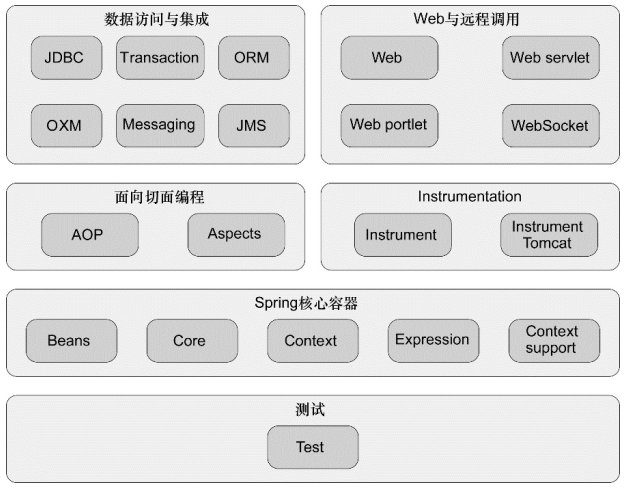 数据访问与集成
JDBC
Transaction
ORM
OXM
Messaging
JMS
Web与远程调用
Web
Web servlet
Web portlet
WebSocket
面向切面编程
AOP
Aspects
Instrumentation
Instrument
Instrument
Tomcat
Spring核心容器
Beans
Core
Context
Expression
Context
support
测试
Test